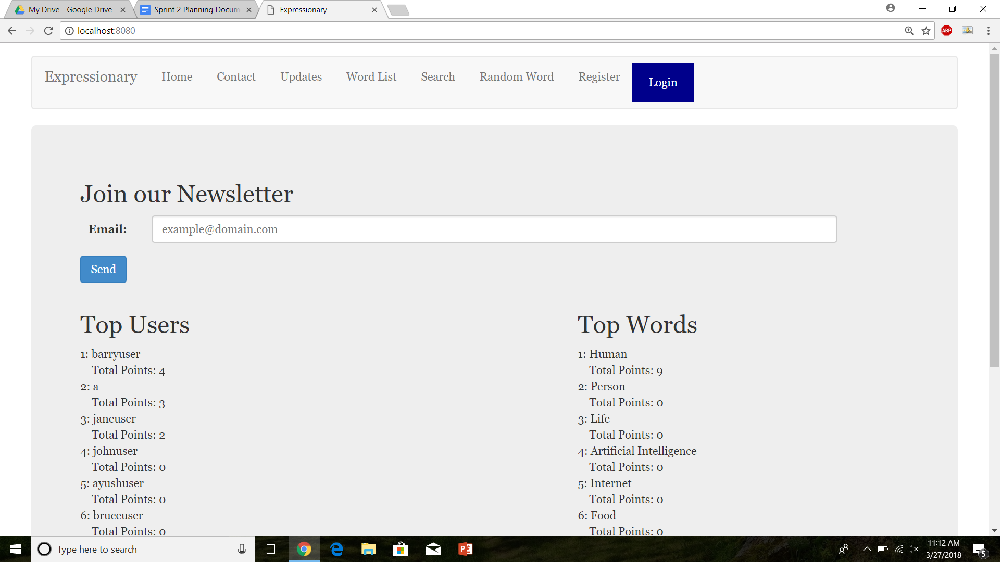 My Drive - Google Drive
Sprint 2 Planning Docum
Expressionary
localhost:8080
ABP
Expressionary Home Contact Updates Word List Search Random Word Register Login
Join our Newsletter
Email: example@domain.com
Send
Top Users
1: barryuser
Total Points: 4
2: a
Total Points: 3
3: janeuser
Total Points: 2
4: johnuser
Total Points: 0
5: ayushuser
Total Points: 0
6: bruceuser
Total Points: 0
Top Words
1: Human
Total Points: 9
2: Person
Total Points: 0
3: Life
Total Points: 0
4: Artificial Intelligence
Total Points: 0
5: Internet
Total Points: 0
6: Food
Total Points: 0
Type here to search
11:12 AM
3/27/2018
5